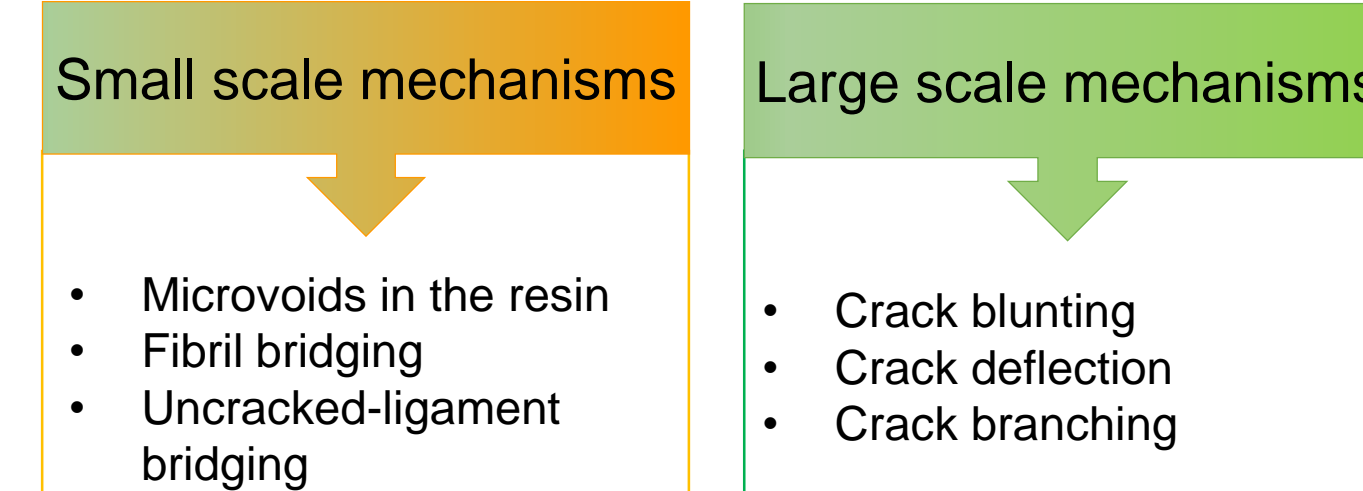 Small scale mechanisms
• Microvoids in the resin
• Fibril bridging
• Uncracked-ligament
bridging
Large scale mechanisms
• Crack blunting
• Crack deflection
• Crack branching